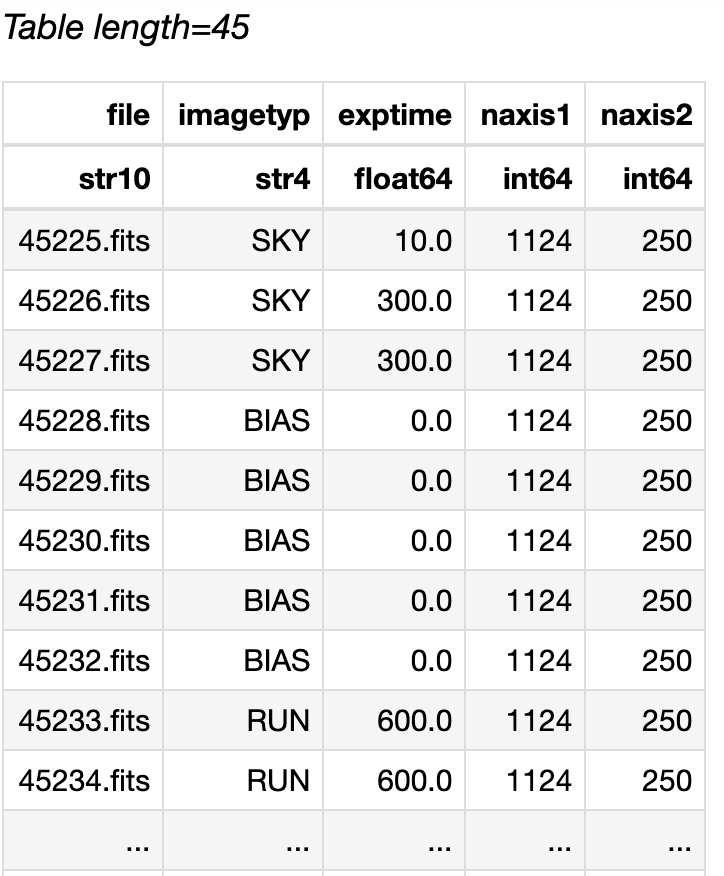 Table length=45
file imagetyp exptime naxis1 naxis2
str10 str4 float64 int64 int64
45225.fits SKY 10.0 1124 250
45226.fits SKY 300.0 1124 250
45227.fits SKY 300.0 1124 250
45228.fits BIAS 0.0 1124 250
45229.fits BIAS 0.0 1124 250
45230.fits BIAS 0.0 1124 250
45231.fits BIAS 0.0 1124 250
45232.fits BIAS 0.0 1124 250
45233.fits RUN 600.0 1124 250
45234.fits RUN 600.0 1124 250
... ... ... ... ...